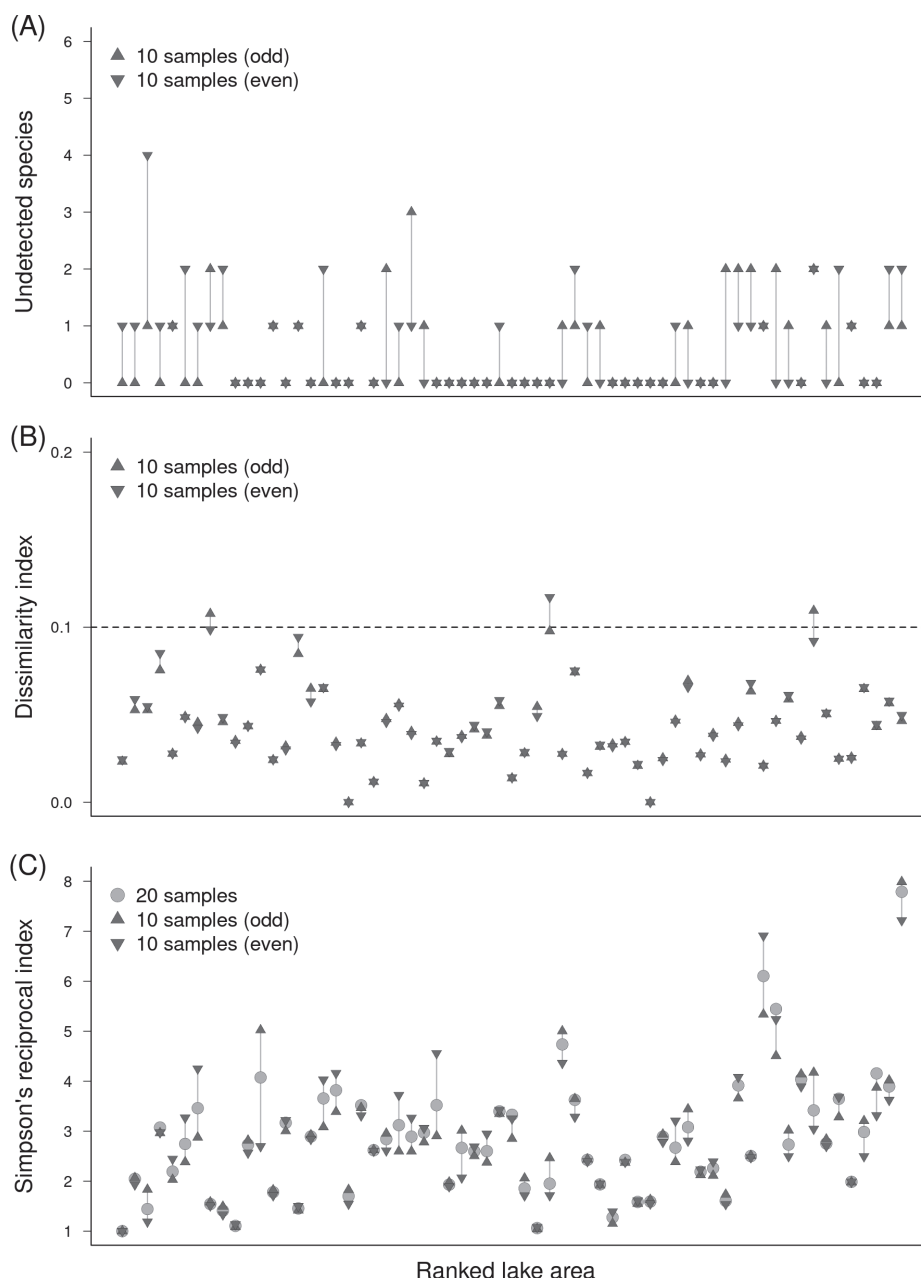 (A)
6
5
4
3
2
1
0
Undetected species
10 samples (odd)
10 samples (even)
(B)
0.2
0.1
0.0
Dissimilarity index
10 samples (odd)
10 samples (even)
(C)
8
7
6
5
4
3
2
1
Simpson's reciprocal index
20 samples
10 samples (odd)
10 samples (even)
Ranked lake area